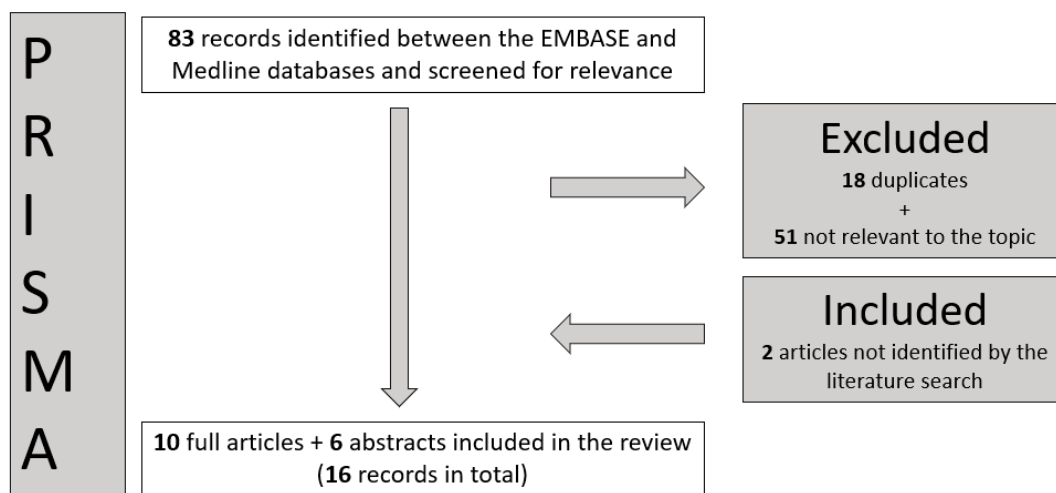 P
R
I
S
M
A
83 records identified between the EMBASE and
Medline databases and screened for relevance
Excluded
18 duplicates
+
51 not relevant to the topic
Included
2 articles not identified by the
literature search
10 full articles + 6 abstracts included in the review
(16 records in total)